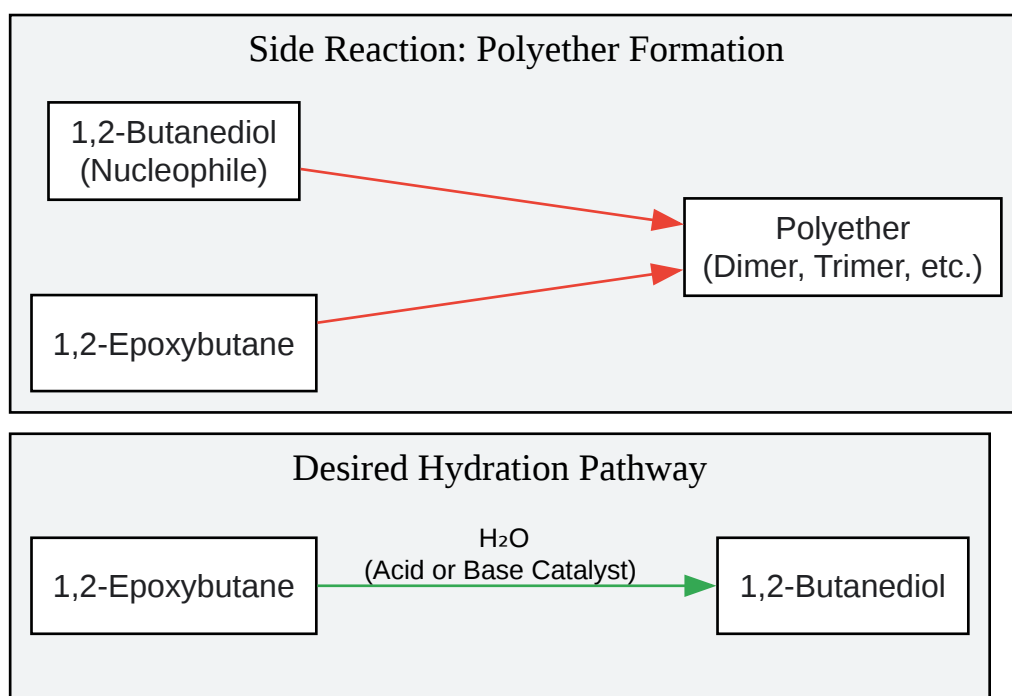 Side Reaction: Polyether Formation
1,2-Butanediol
(Nucleophile)
Polyether
(Dimer, Trimer, etc.)
1,2-Epoxybutane
Desired Hydration Pathway
H₂O
(Acid or Base Catalyst)
1,2-Epoxybutane
1,2-Butanediol